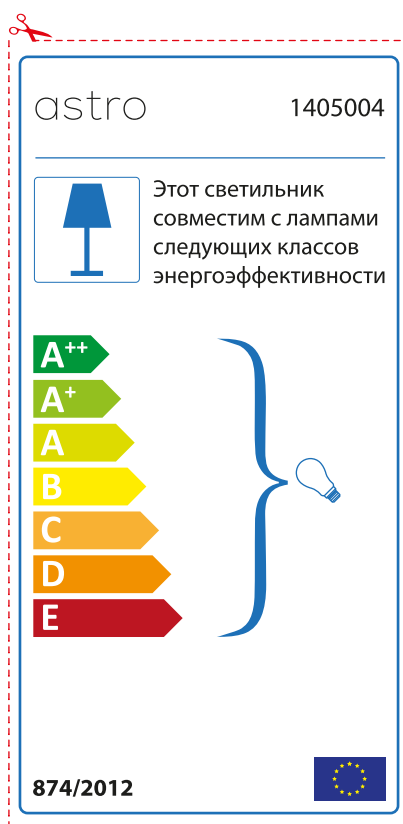 astro 1405004
Этот светильник
совместим с лампами
следующих классов
энергоэффективности
A++
A+
A
B
C
D
E
874/2012